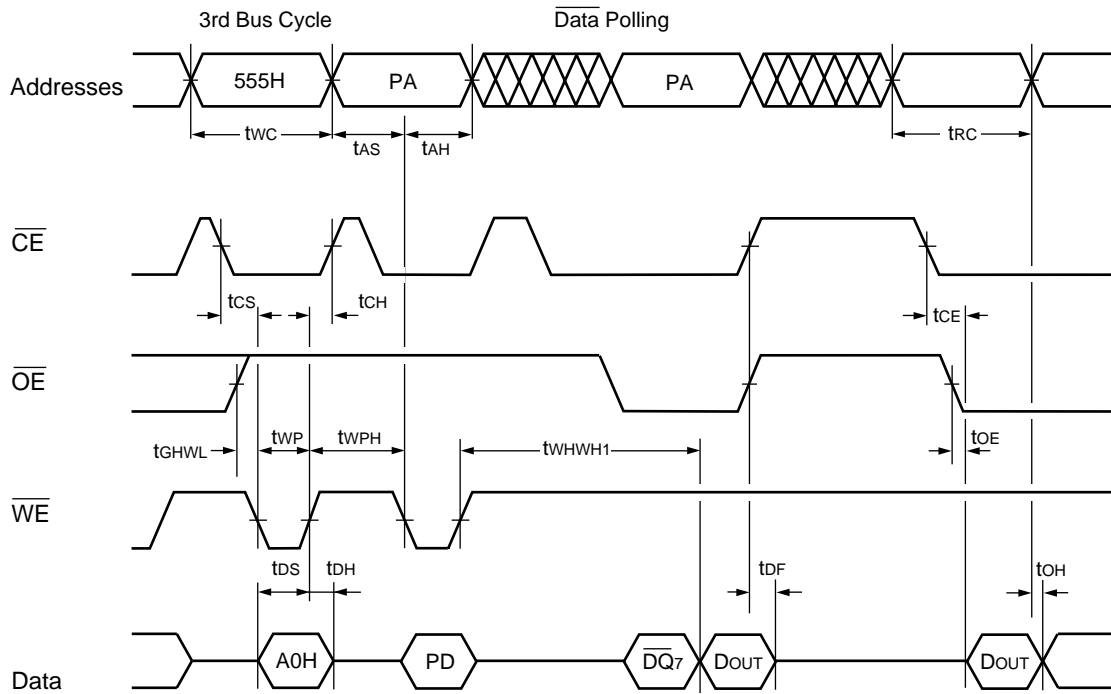 3rd Bus Cycle
Data Polling
Addresses
555H
PA
PA
tWC
tAS
tAH
tRC
CE
tCS
tCH
tCE
OE
tGHWL
tWP
tWPH
tWHWH1
tOE
WE
tDS
tDH
tDF
tOH
Data
A0H
PD
DQ7
DOUT
DOUT